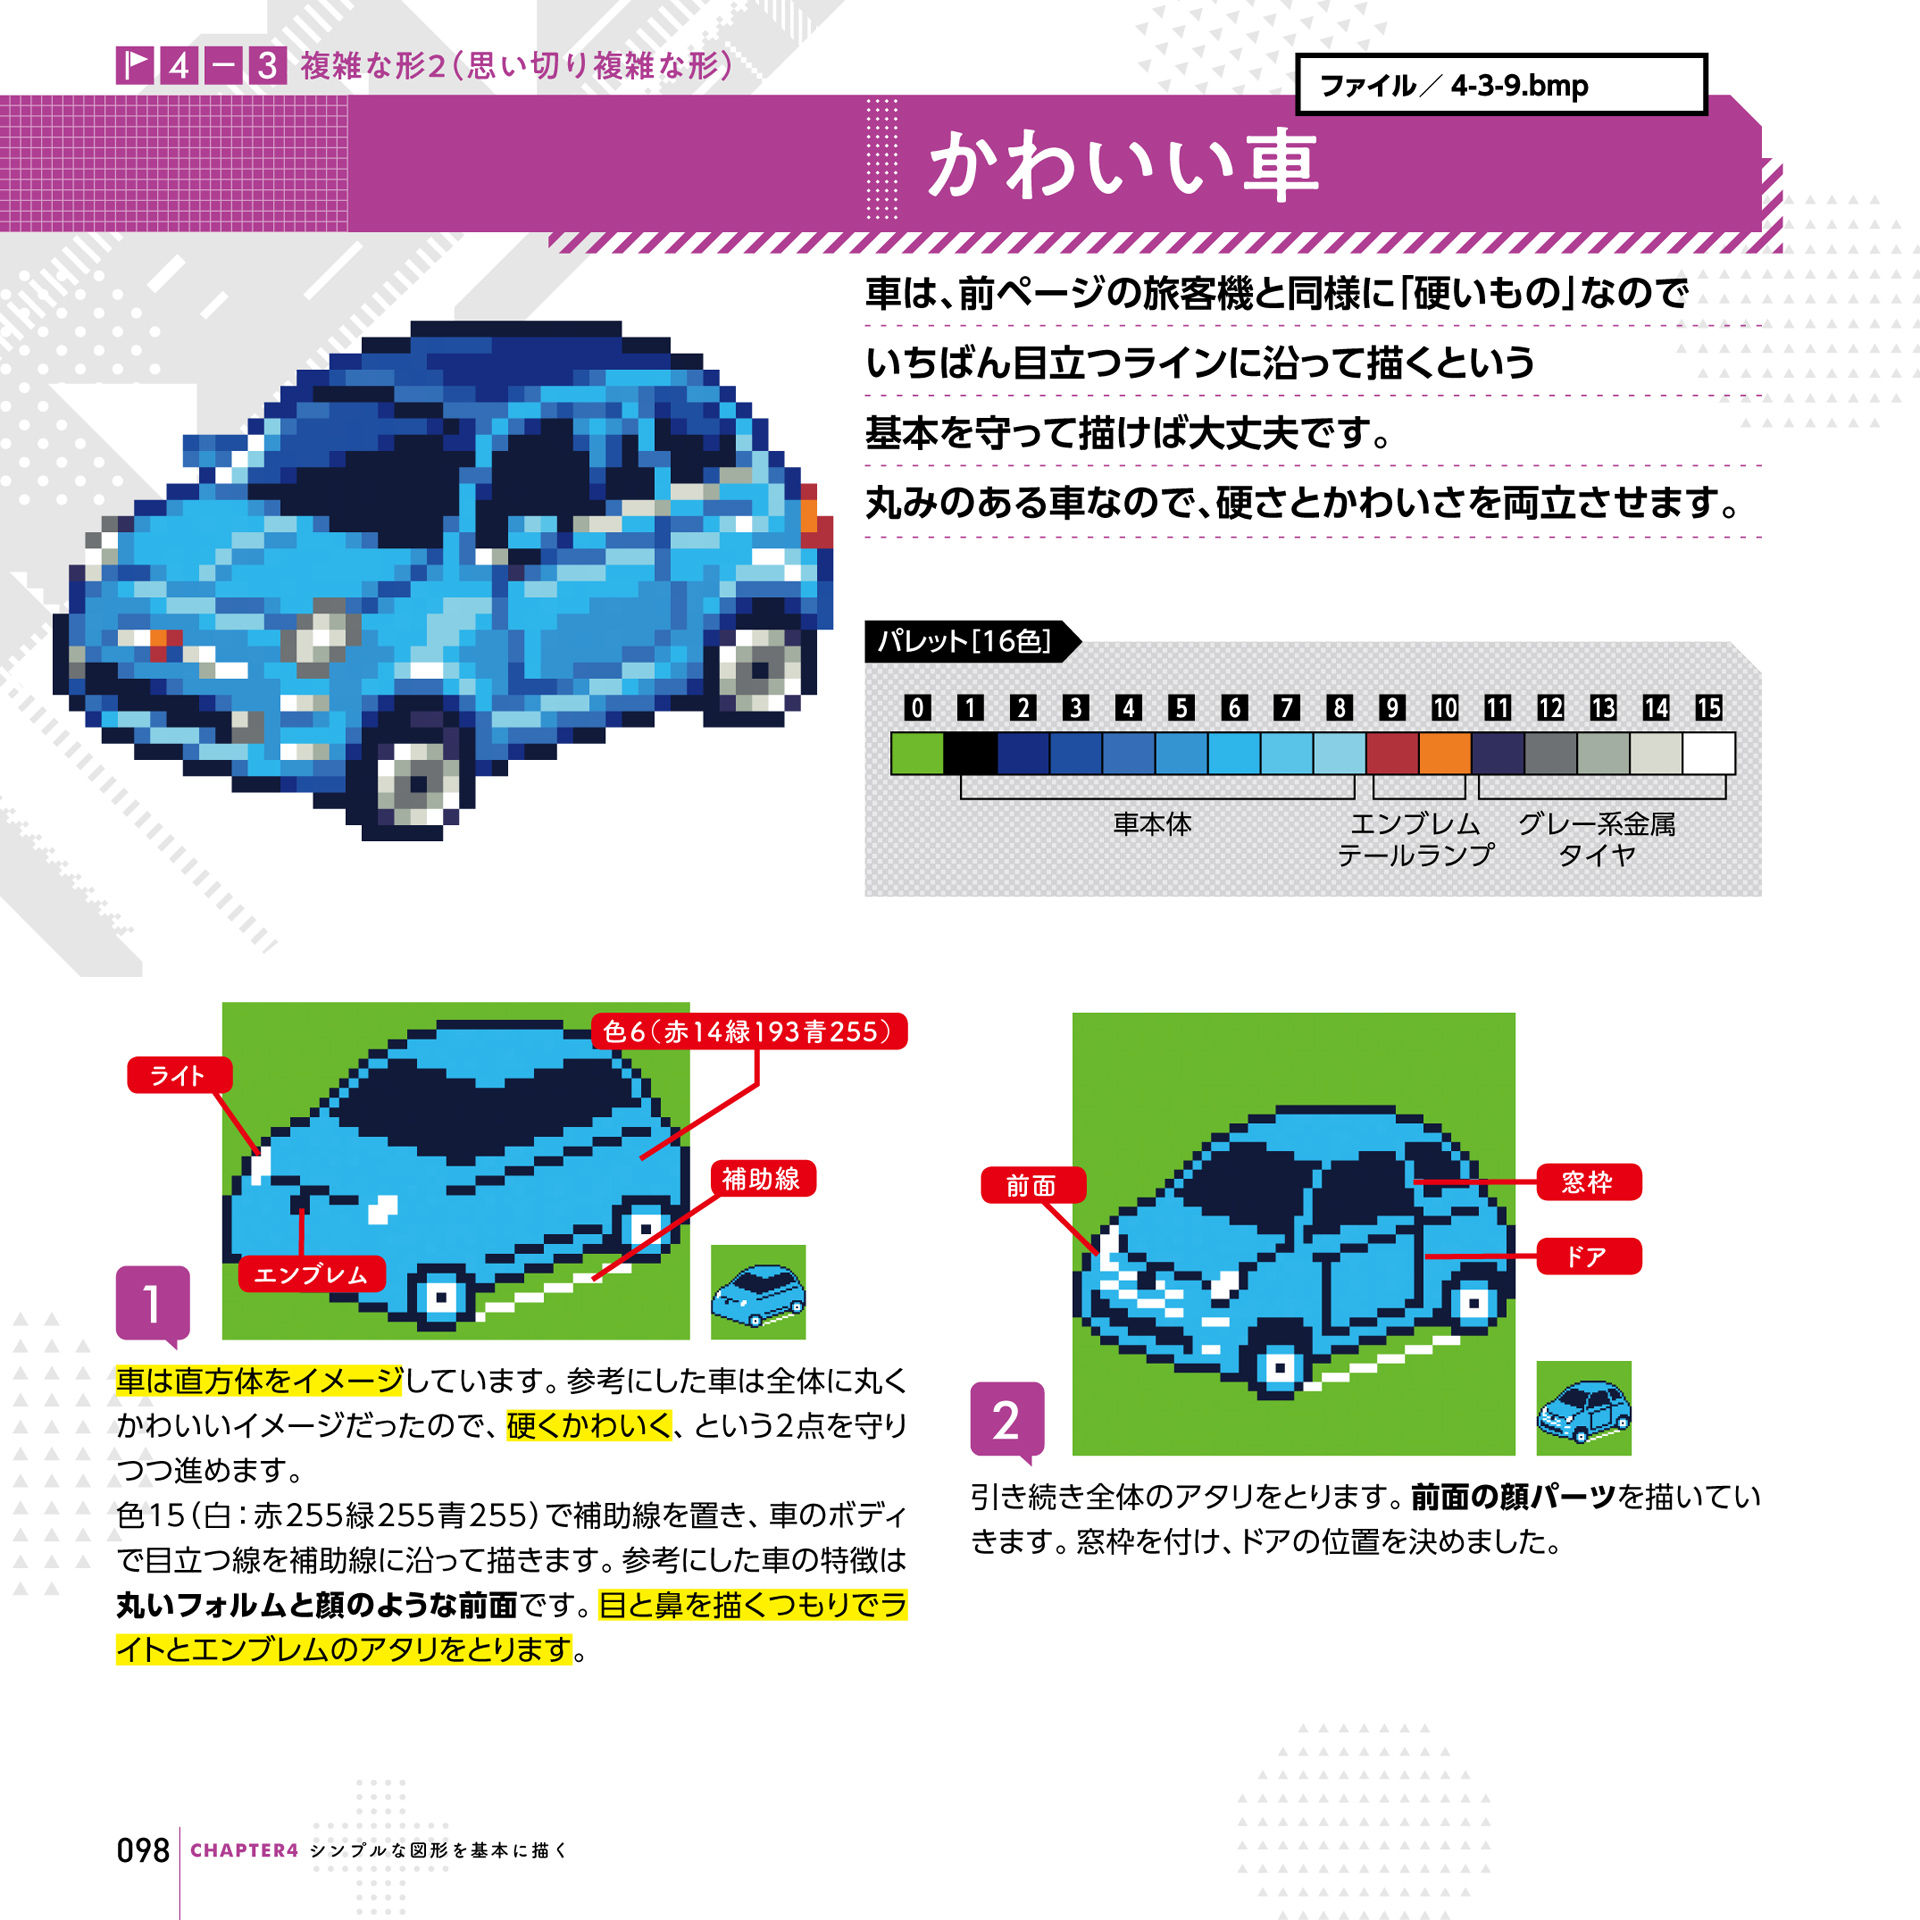 4-3 複雑な形2(思い切り複雑な形)
ファイル／4-3-9.bmp
かわいい車
車は、前ページの旅客機と同様に「硬いもの」なので
いちばん目立つラインに沿って描くという
基本を守って描けば大丈夫です。
丸みのある車なので、硬さとかわいさを両立させます。
パレット[16色]
0 1 2 3 4 5 6 7 8 9 10 11 12 13 14 15
車本体
エンブレム
テールランプ
グレー系金属
タイヤ
色6(赤14緑193青255)
ライト
補助線
エンブレム
1
車は直方体をイメージしています。参考にした車は全体に丸く
かわいいイメージだったので、硬くかわいく、という2点を守り
つつ進めます。
色15(白：赤255緑255青255)で補助線を置き、車のボディ
で目立つ線を補助線に沿って描きます。参考にした車の特徴は
丸いフォルムと顔のような前面です。目と鼻を描くつもりでラ
イトとエンブレムのアタリをとります。
前面
窓枠
ドア
2
引き続き全体のアタリをとります。前面の顔パーツを描いてい
きます。窓枠を付け、ドアの位置を決めました。
098 CHAPTER4 シンプルな図形を基本に描く